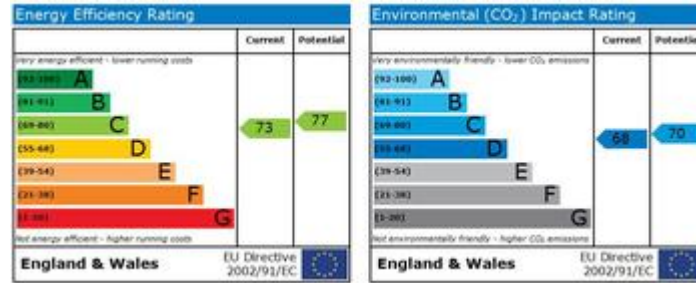 Energy Efficiency Rating
Current Potential
Very energy efficient - lower running costs
(92-100) A
(81-91) B
(69-80) C
(55-68) D
(39-54) E
(21-38) F
(1-20) G
73
77
Not energy efficient - higher running costs
England & Wales
EU Directive
2002/91/EC
Environmental (CO₂) Impact Rating
Current Potential
Very environmentally friendly - lower CO₂ emissions
(92-100) A
(81-91) B
(69-80) C
(55-68) D
(39-54) E
(21-38) F
(1-20) G
68
70
Not environmentally friendly - higher CO₂ emissions
England & Wales
EU Directive
2002/91/EC